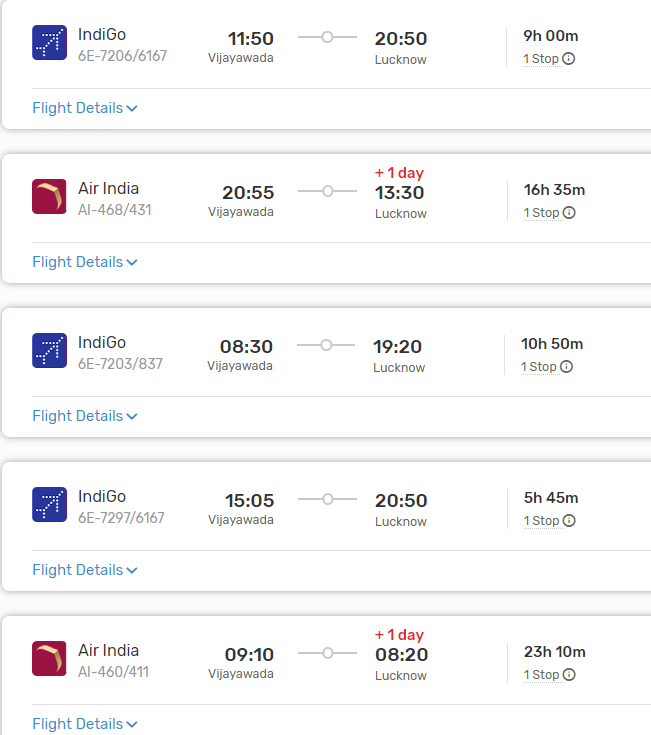 IndiGo
6E-7206/6167
11:50
Vijayawada
20:50
Lucknow
9h 00m
1 Stop
Flight Details
Air India
AI-468/431
20:55
Vijayawada
+ 1 day
13:30
Lucknow
16h 35m
1 Stop
Flight Details
IndiGo
6E-7203/837
08:30
Vijayawada
19:20
Lucknow
10h 50m
1 Stop
Flight Details
IndiGo
6E-7297/6167
15:05
Vijayawada
20:50
Lucknow
5h 45m
1 Stop
Flight Details
Air India
AI-460/411
09:10
Vijayawada
+ 1 day
08:20
Lucknow
23h 10m
1 Stop
Flight Details